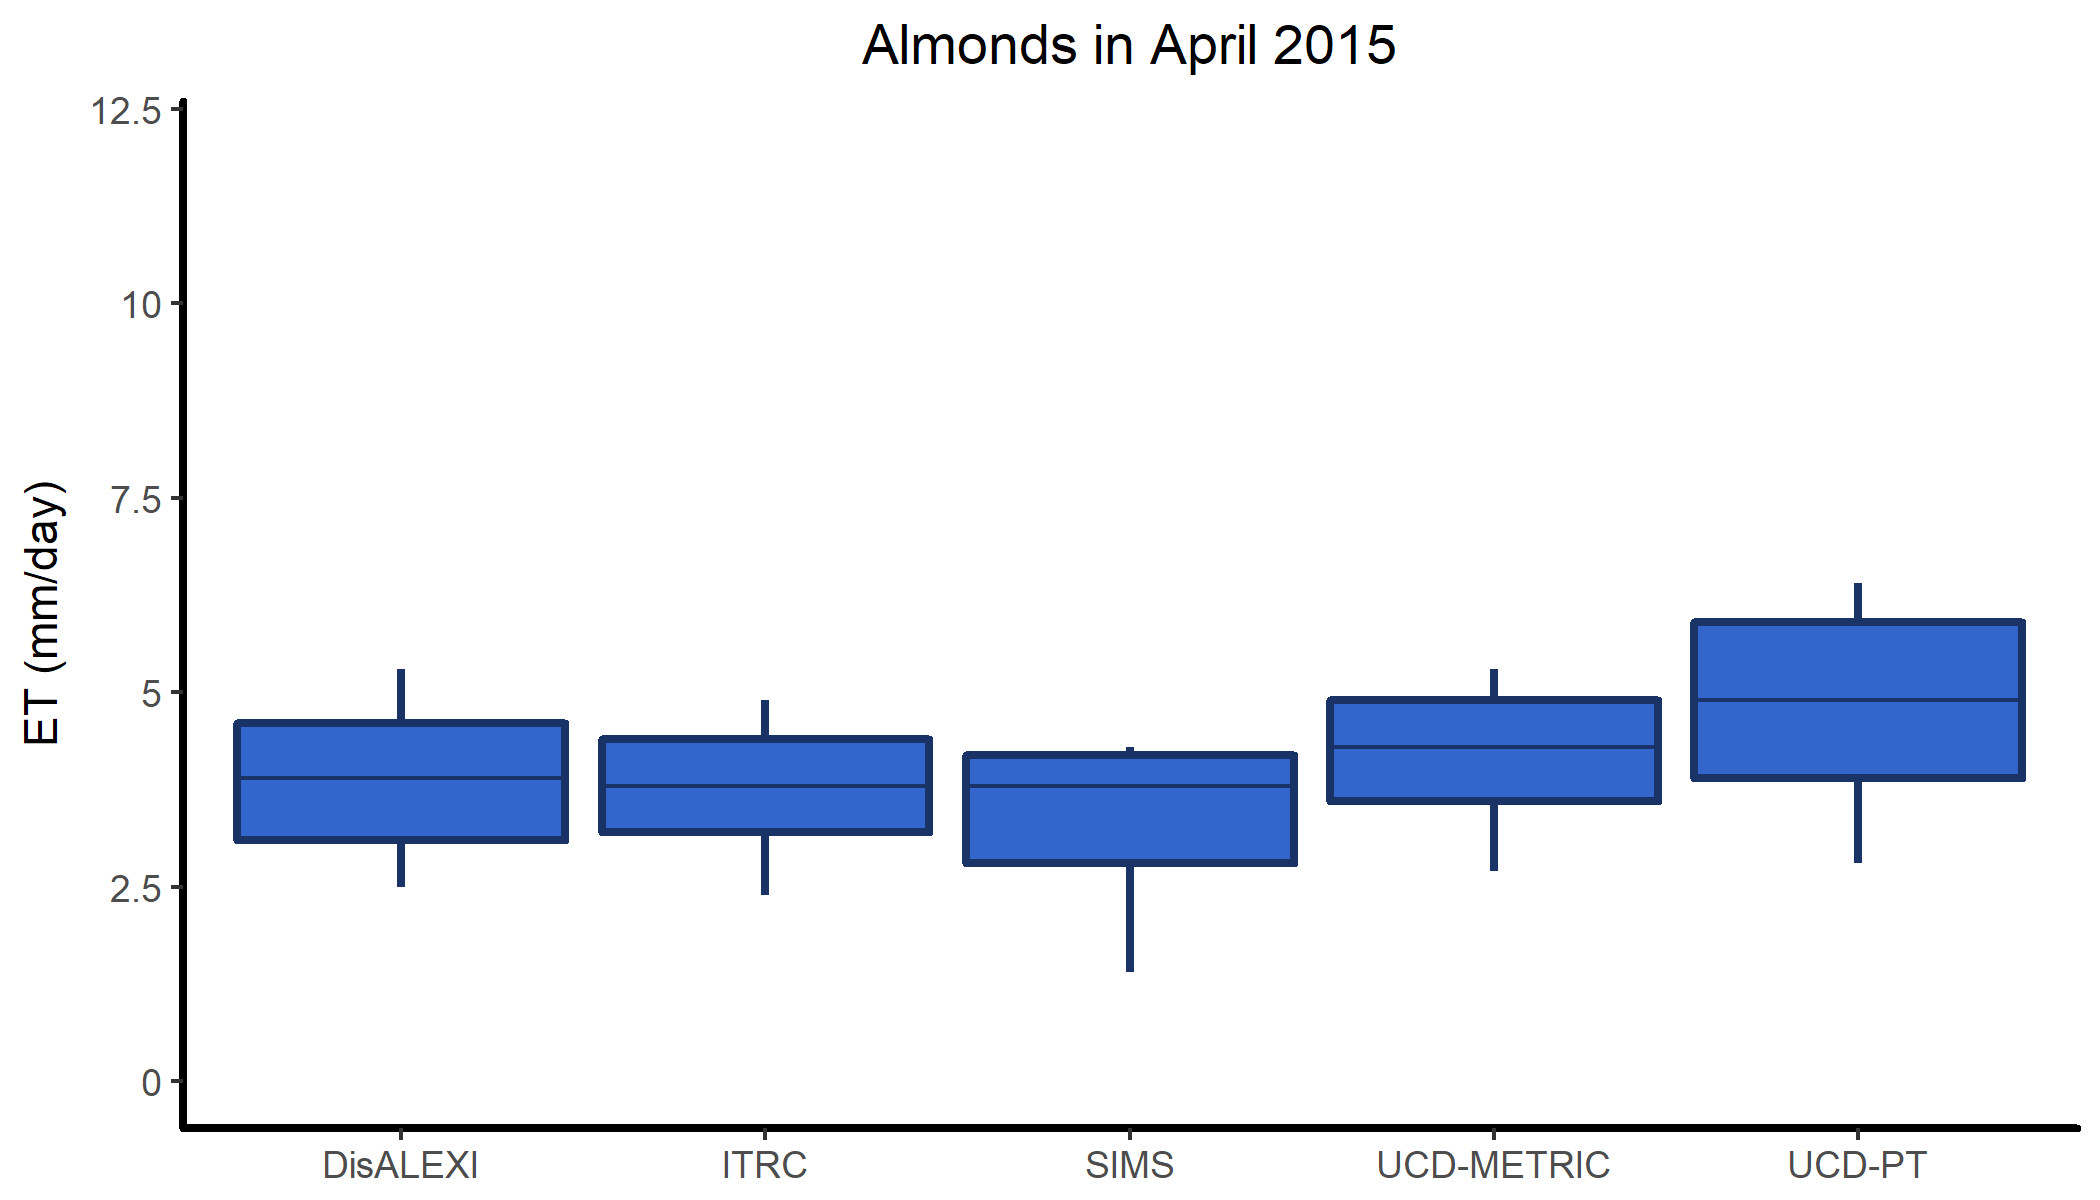 Almonds in April 2015
ET (mm/day)
12.5
10
7.5
5
2.5
0
DisALEXI ITRC SIMS UCD-METRIC UCD-PT